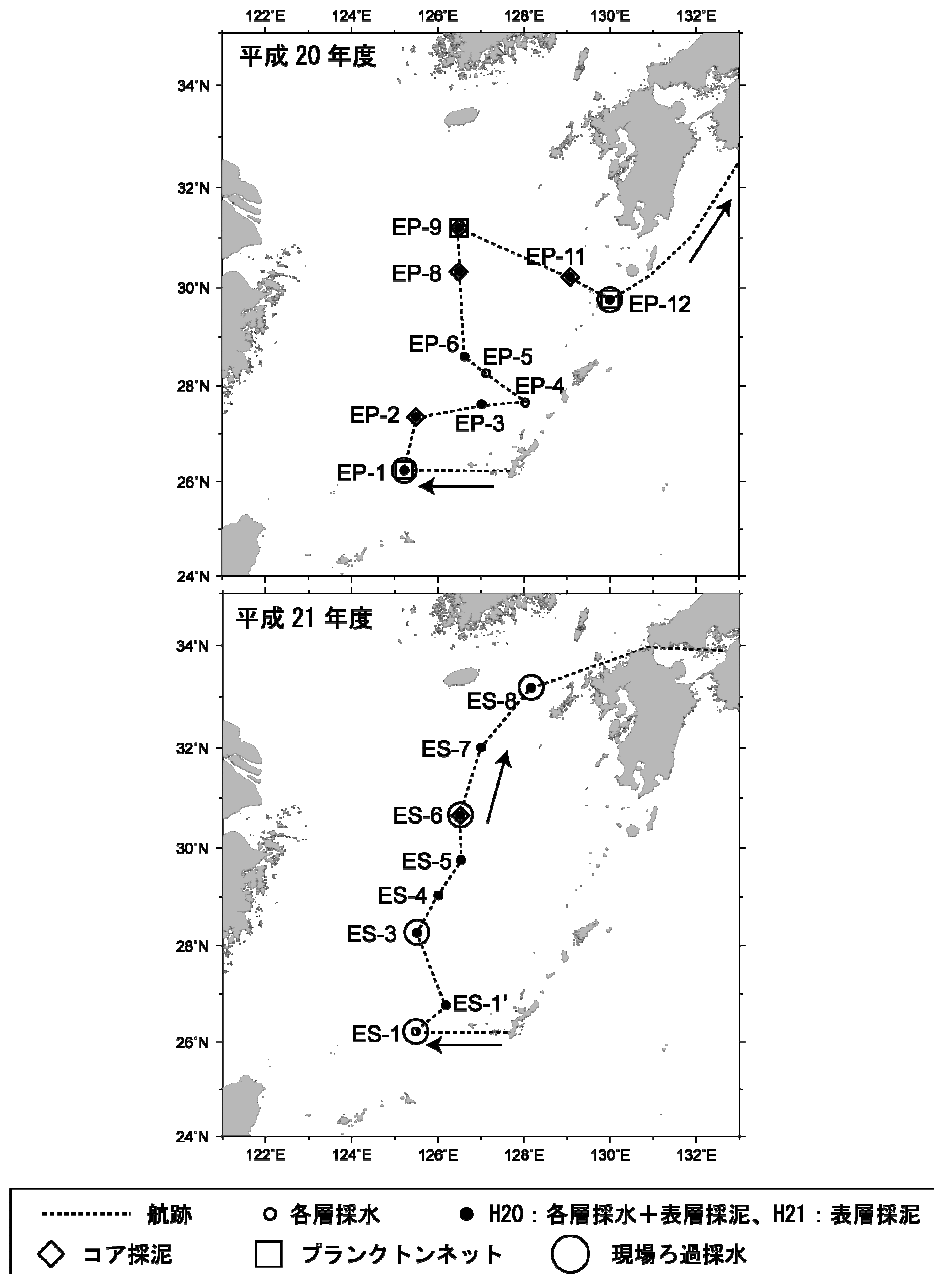 122°E 124°E 126°E 128°E 130°E 132°E
平成 20 年度
34°N
32°N
EP-9
EP-11
EP-8
30°N
EP-12
EP-6
EP-5
28°N
EP-4
EP-2
EP-3
EP-1
26°N
24°N
平成 21 年度
34°N
ES-8
32°N
ES-7
ES-6
30°N
ES-5
ES-4
ES-3
28°N
ES-1'
ES-1
26°N
24°N
122°E 124°E 126°E 128°E 130°E 132°E
航跡 各層採水 H20：各層採水＋表層採泥、H21：表層採泥
コア採泥 プランクトンネット 現場ろ過採水